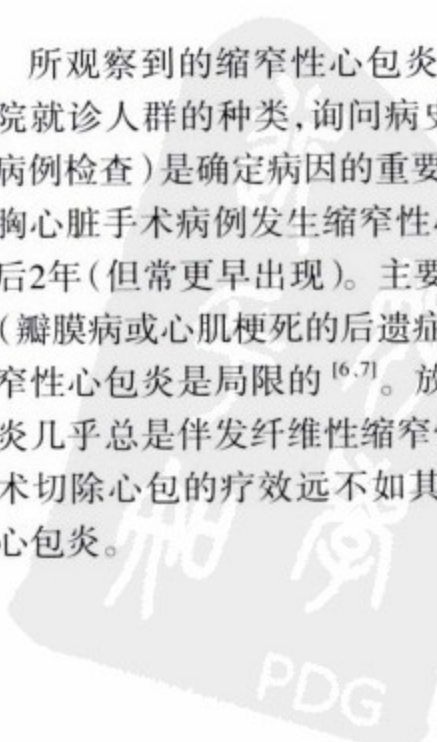 所观察到的缩窄性心包炎
院就诊人群的种类,询问病史
病例检查)是确定病因的重要
胸心脏手术病例发生缩窄性
后2年(但常更早出现)。主要
(瓣膜病或心肌梗死的后遗症
窄性心包炎是局限的[6,7]。放
炎几乎总是伴发纤维性缩窄
术切除心包的疗效远不如其
心包炎。
PDG